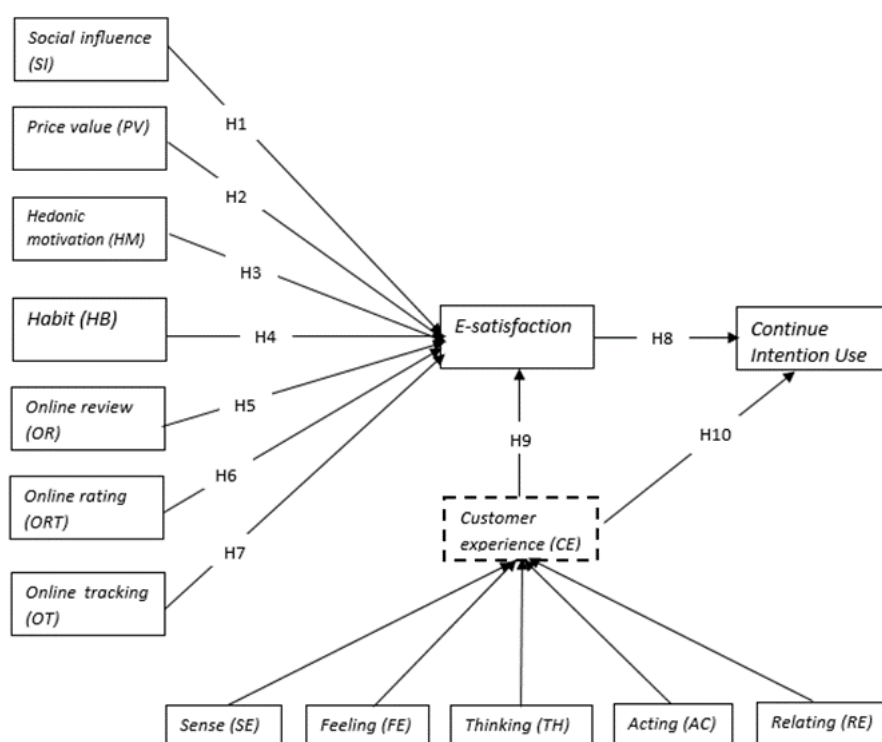 Social influence
(SI)
H1
Price value (PV)
H2
Hedonic
motivation (HM)
H3
Habit (HB)
H4
E-satisfaction
H8
Continue
Intention Use
Online review
(OR)
H5
H9
H10
Online rating
(ORT)
H6
Customer
experience (CE)
H7
Online tracking
(OT)
Sense (SE)
Feeling (FE)
Thinking (TH)
Acting (AC)
Relating (RE)